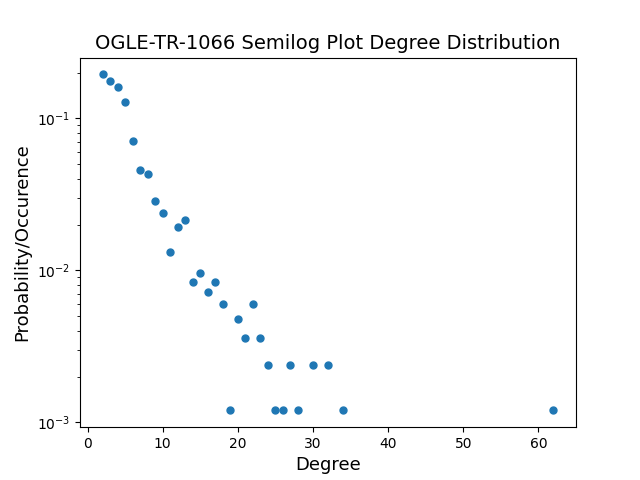 OGLE-TR-1066 Semilog Plot Degree Distribution
Probability/Occurence
10⁻¹
10⁻²
10⁻³
0 10 20 30 40 50 60
Degree